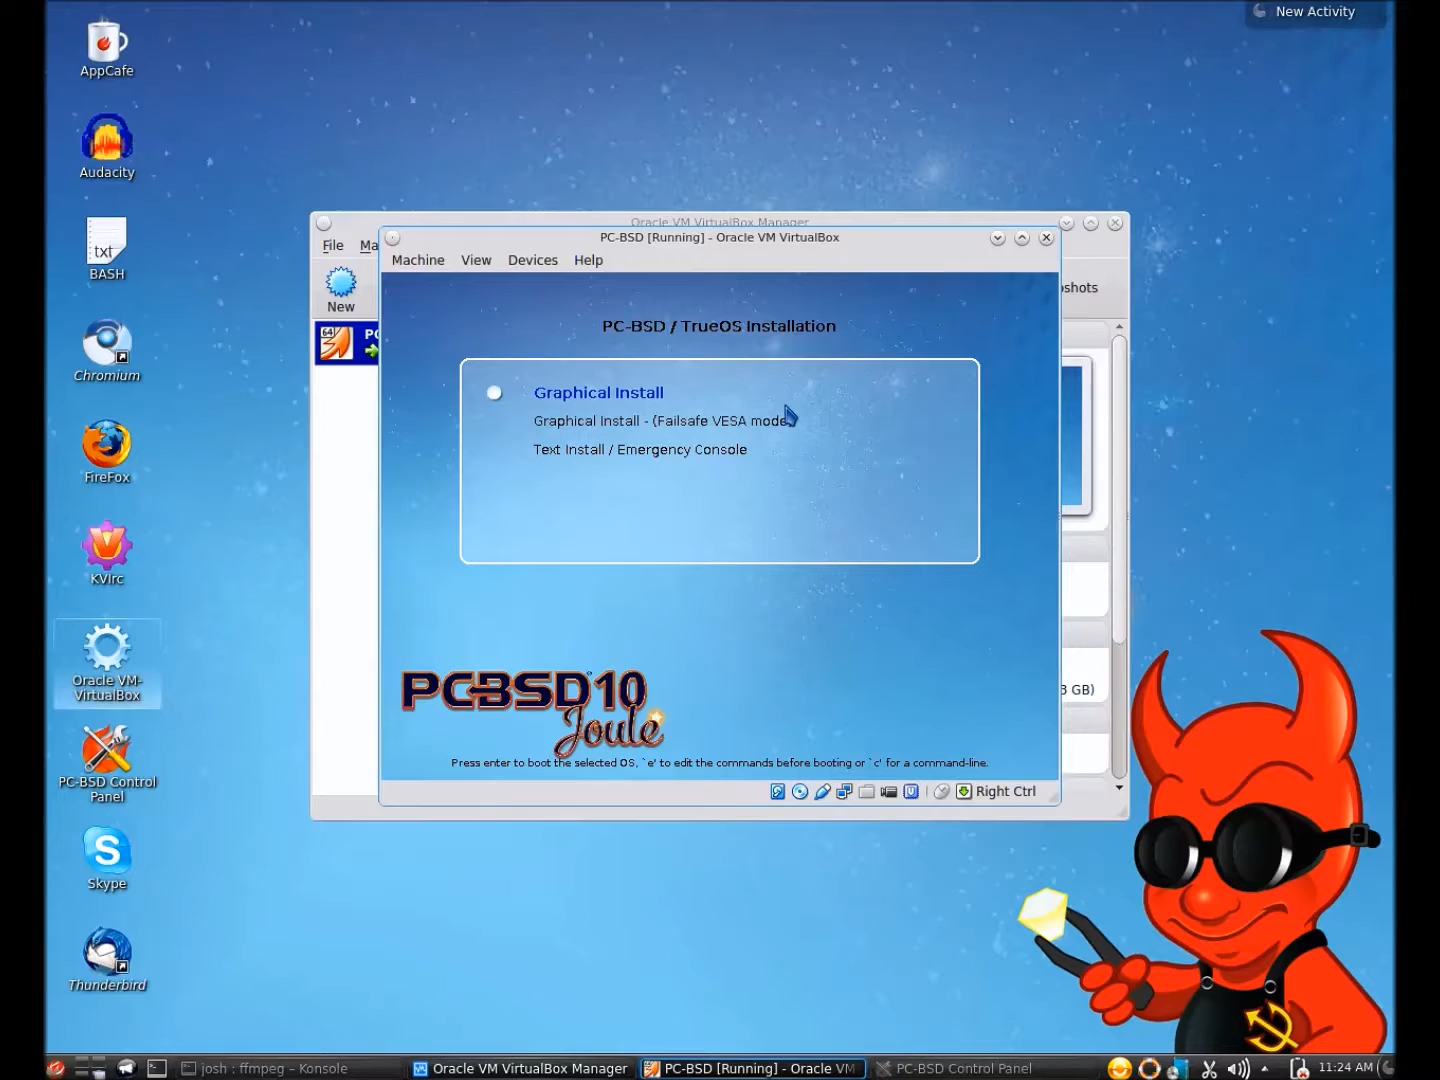 New Activity
AppCafe
Audacity
txt
BASH
Chromium
FireFox
KVIrc
Oracle VM-
VirtualBox
PC-BSD Control
Panel
S
Skype
Thunderbird
Oracle VM VirtualBox Manager
File
New
64
PC-BSD [Running] - Oracle VM VirtualBox
Machine View Devices Help
PC-BSD / TrueOS Installation
Graphical Install
Graphical Install - (Failsafe VESA mode
Text Install / Emergency Console
PCBSD 10
Joule
Press enter to boot the selected OS, `e' to edit the commands before booting or `c' for a command-line.
Right Ctrl
GB)
josh : ffmpeg – Konsole
Oracle VM VirtualBox Manager
PC-BSD [Running] - Oracle VM
PC-BSD Control Panel
11:24 AM